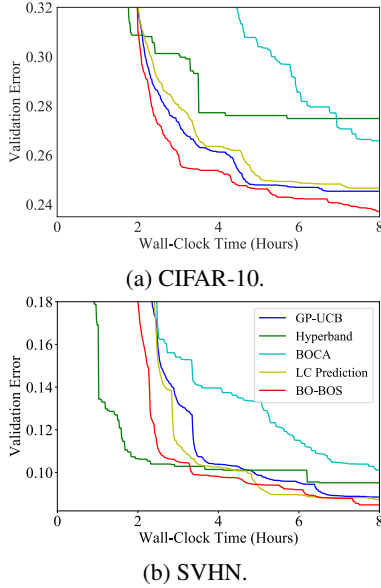 0.32
0.28
0.26
0.24
Validation Error
0 2 4 6 8
Wall-Clock Time (Hours)
(a) CIFAR-10.
0.18
0.16
0.14
0.12
0.10
Validation Error
GP-UCB
Hyperband
BOCA
LC Prediction
BO-BOS
0 2 4 6 8
Wall-Clock Time (Hours)
(b) SVHN.